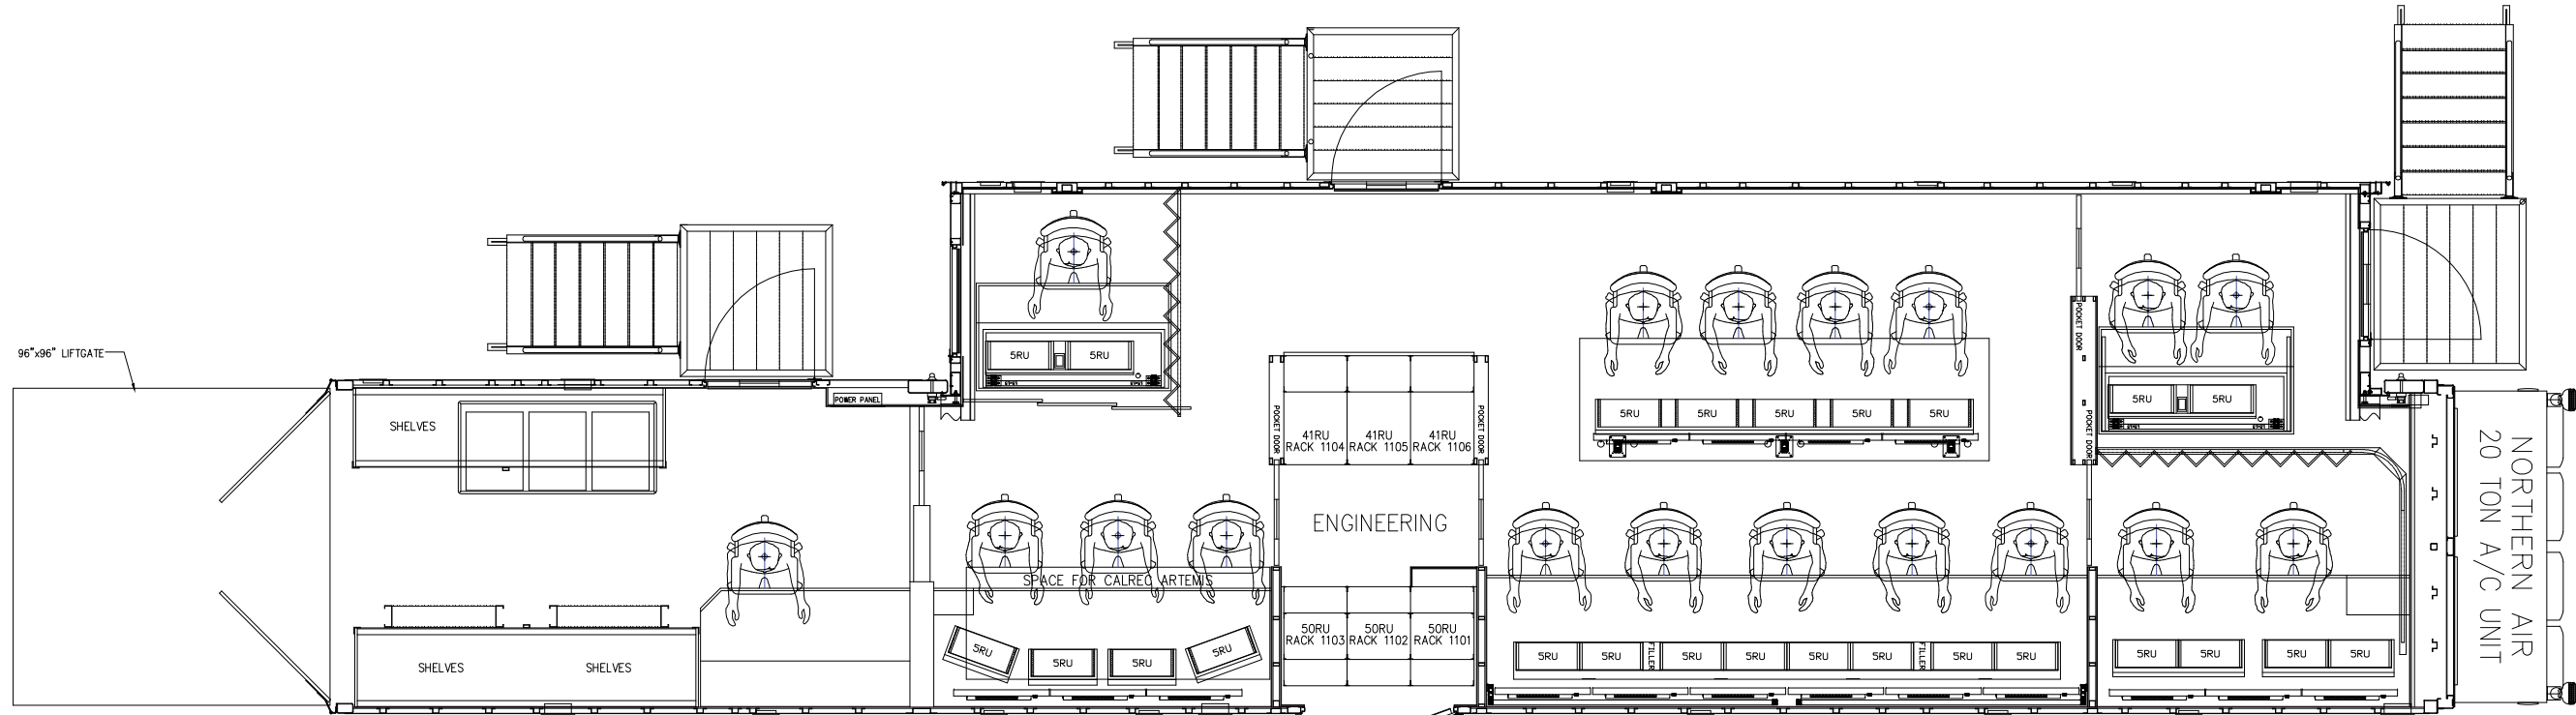 96"x96" LIFTGATE
SHELVES
POWER PANEL
SHELVES
SHELVES
5RU
5RU
SPACE FOR CALREC ARTEMIS
5RU
5RU
5RU
5RU
POCKET DOOR
41RU
RACK 1104
41RU
RACK 1105
41RU
RACK 1106
POCKET DOOR
ENGINEERING
50RU
RACK 1103
50RU
RACK 1102
50RU
RACK 1101
5RU
5RU
5RU
5RU
5RU
5RU
5RU
FILLER
5RU
5RU
5RU
5RU
FILLER
5RU
5RU
POCKET DOOR
POCKET DOOR
5RU
5RU
5RU
5RU
5RU
5RU
NORTHERN AIR
20 TON A/C UNIT